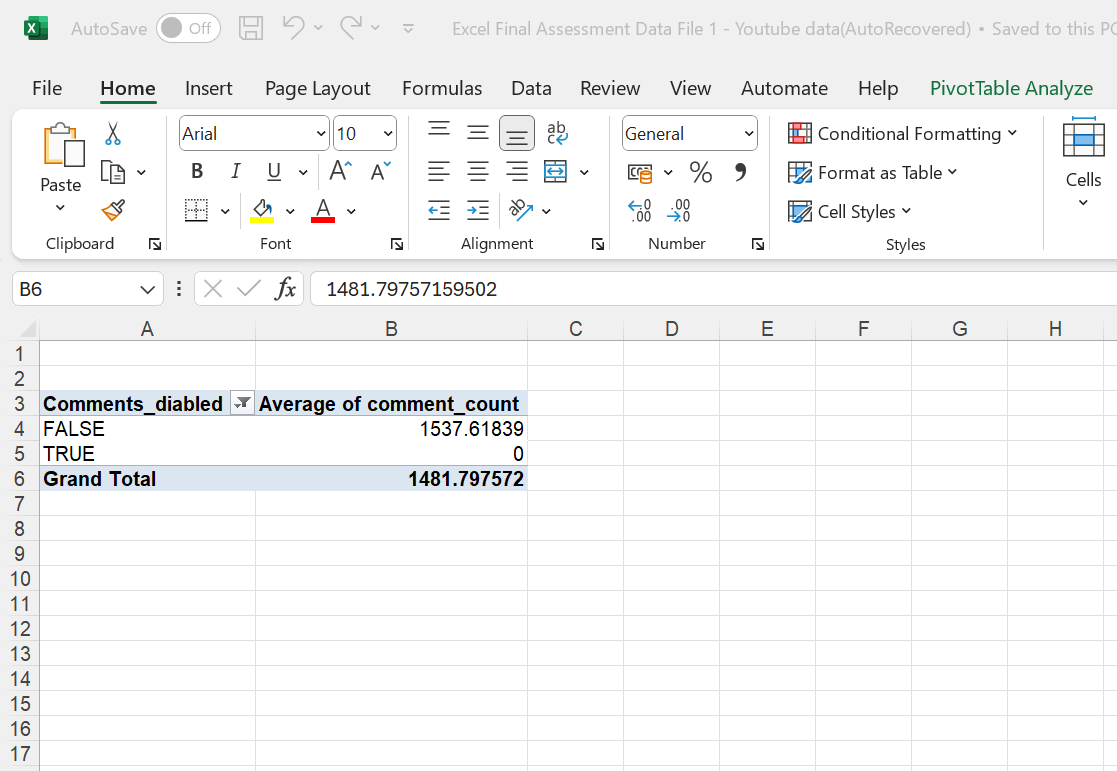 AutoSave Off Excel Final Assessment Data File 1 - Youtube data(AutoRecovered) • Saved to this PC
File Home Insert Page Layout Formulas Data Review View Automate Help PivotTable Analyze
Arial 10 ab General Conditional Formatting
Paste B I U A A % Format as Table Cells
A .00 .00 Cell Styles
Clipboard Font Alignment Number Styles
B6 fx 1481.79757159502
A B C D E F G H
1
2
3 Comments_diabled Average of comment_count
4 FALSE 1537.61839
5 TRUE 0
6 Grand Total 1481.797572
7
8
9
10
11
12
13
14
15
16
17